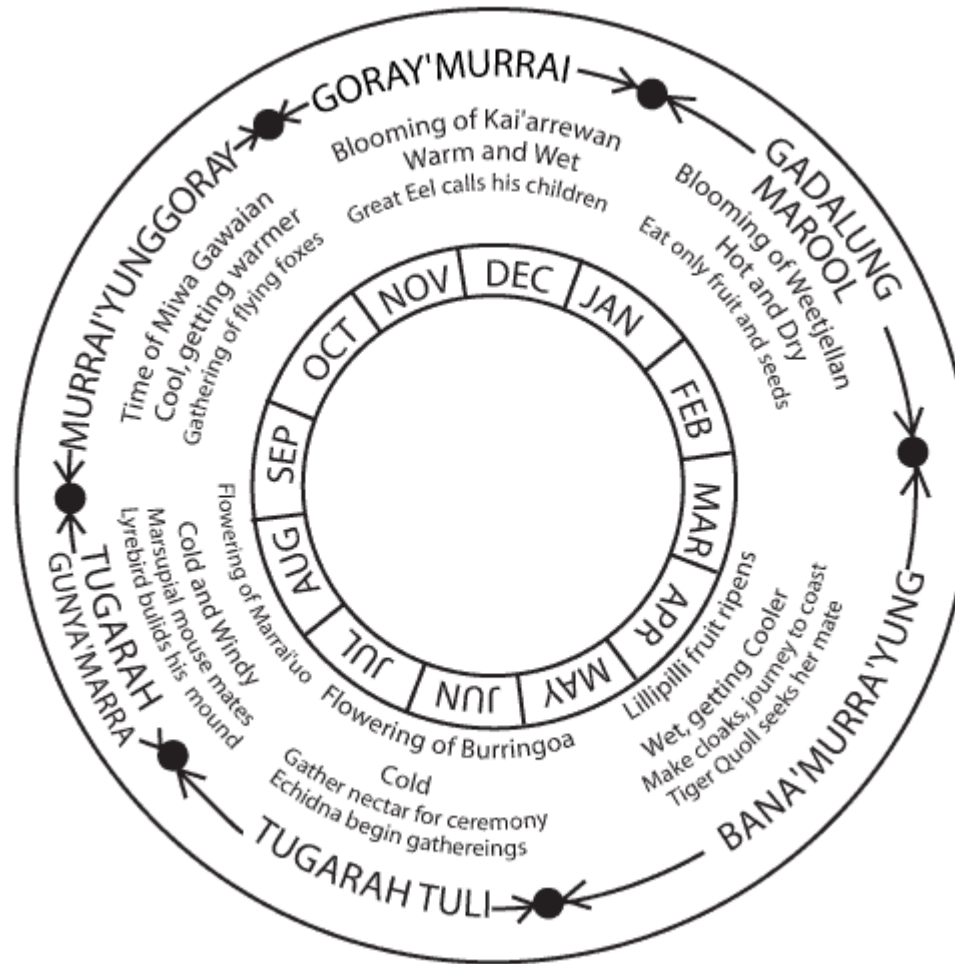 GORAY'MURRAI
Blooming of Kai'arrewan
Warm and Wet
Great Eel calls his children
GADALUNG
MAROOL
Blooming of Weetjellan
Hot and Dry
Eat only fruit and seeds
BANA'MURRA'YUNG
Lillipilli fruit ripens
Wet, getting Cooler
Make cloaks, journey to coast
Tiger Quoll seeks her mate
TUGARAH TULI
Flowering of Burringoa
Cold
Gather nectar for ceremony
Echidna begin gathereings
TUGARAH
GUNYA'MARRA
Flowering of Marrai'uo
Cold and Windy
Marsupial mouse mates
Lyrebird bulids his mound
MURRAI'YUNGGORAY
Time of Miwa Gawaian
Cool, getting warmer
Gathering of flying foxes
DEC
JAN
FEB
MAR
APR
MAY
JUN
JUL
AUG
SEP
OCT
NOV